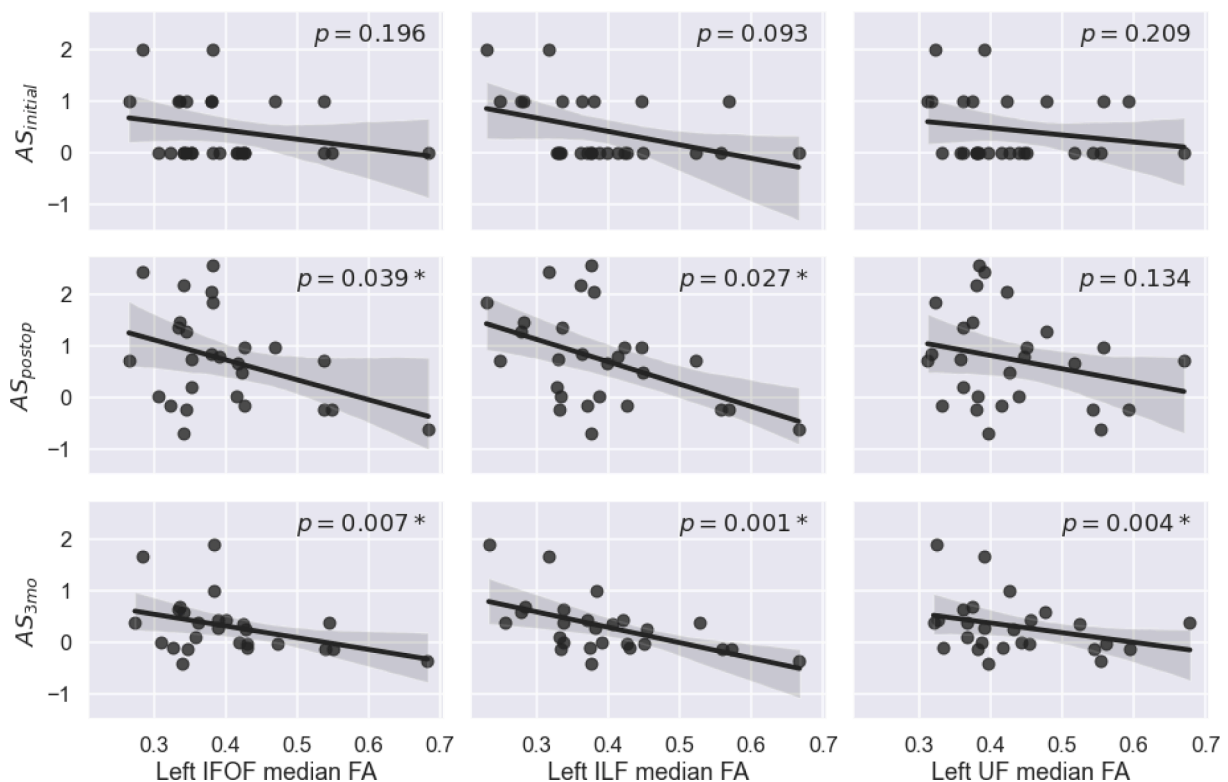 p = 0.196
p = 0.093
p = 0.209
2
1
0
−1
AS_initial
p = 0.039 *
p = 0.027 *
p = 0.134
2
1
0
−1
AS_postop
p = 0.007 *
p = 0.001 *
p = 0.004 *
2
1
0
−1
AS_3mo
0.3 0.4 0.5 0.6 0.7
0.3 0.4 0.5 0.6 0.7
0.3 0.4 0.5 0.6 0.7
Left IFOF median FA
Left ILF median FA
Left UF median FA